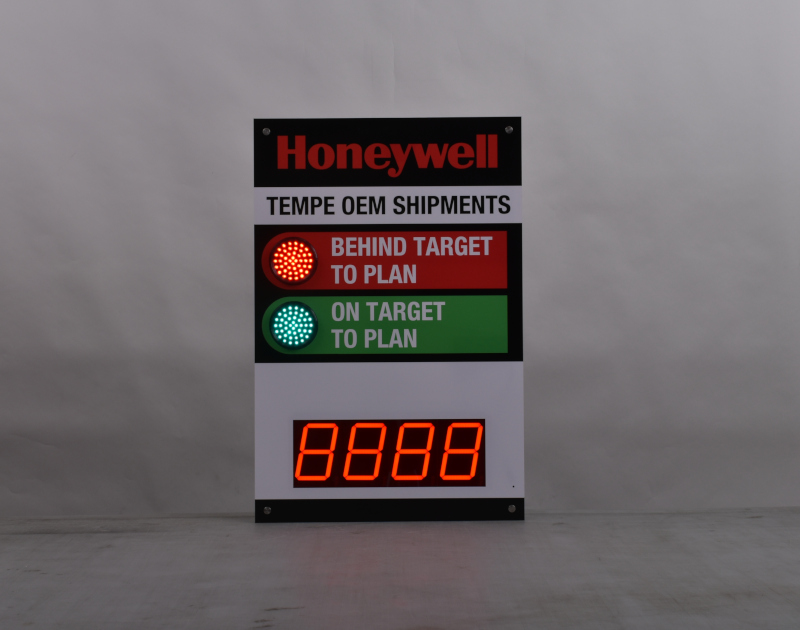 Honeywell
TEMPE OEM SHIPMENTS
BEHIND TARGET
TO PLAN
ON TARGET
TO PLAN
8888